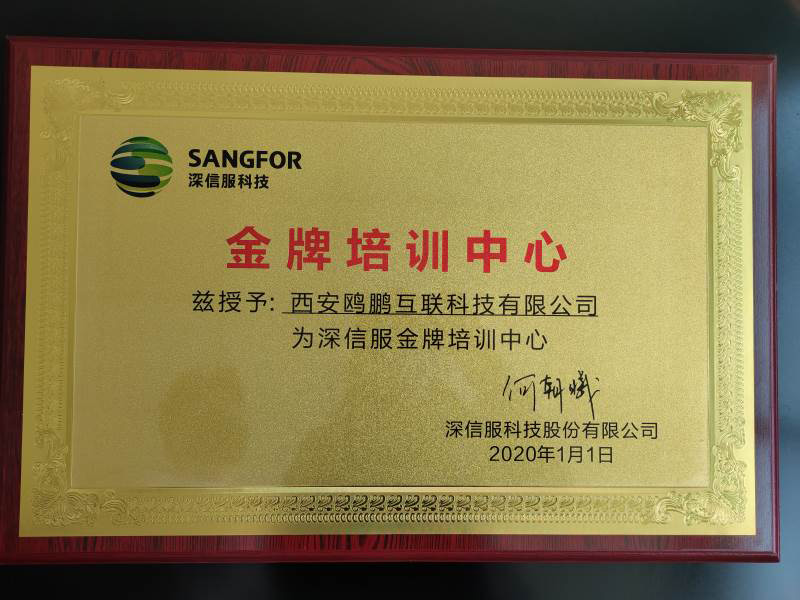 SANGFOR
深信服科技
金牌培训中心
兹授予: 西安鸥鹏互联科技有限公司
为深信服金牌培训中心
何朝曦
深信服科技股份有限公司
2020年1月1日